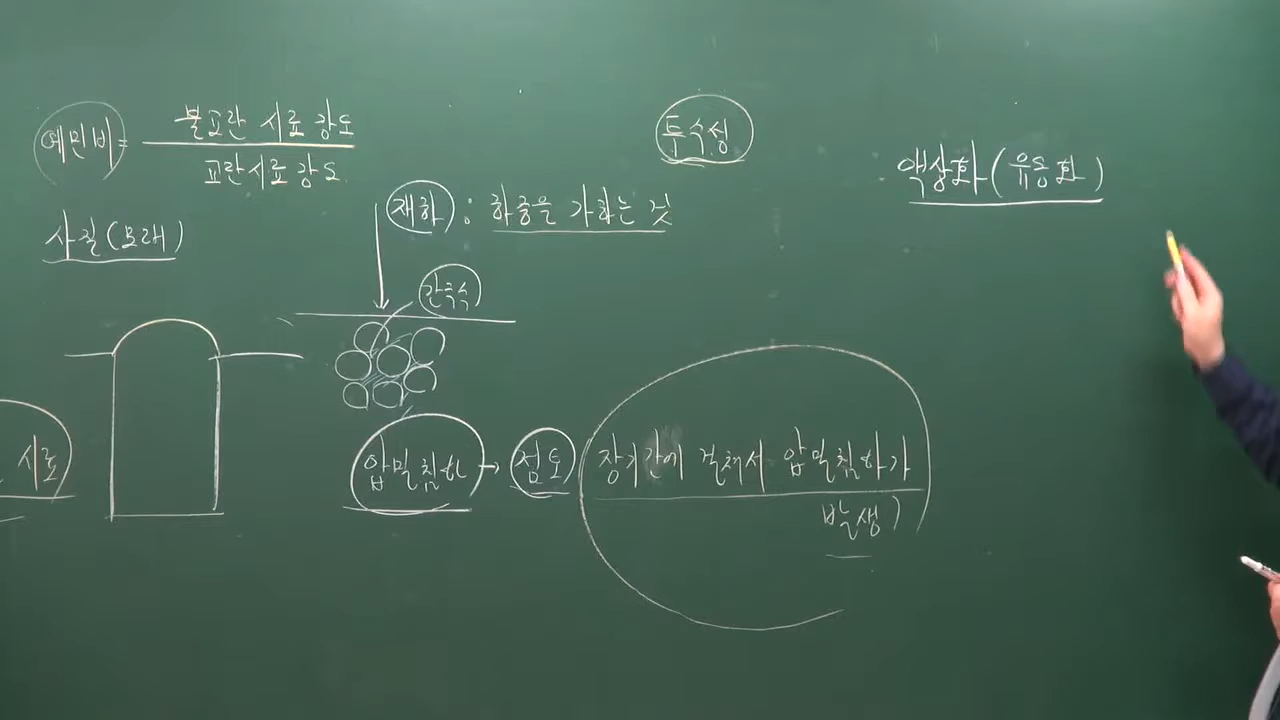 예민비 = 불교란 시료 강도
교란시료 강도
사질(모래)
재하 : 하중을 가하는 것
간극수
투수성
액상화(유동화)
시료
압밀침하 → 점토
장기간에 걸쳐서 압밀침하가
발생)